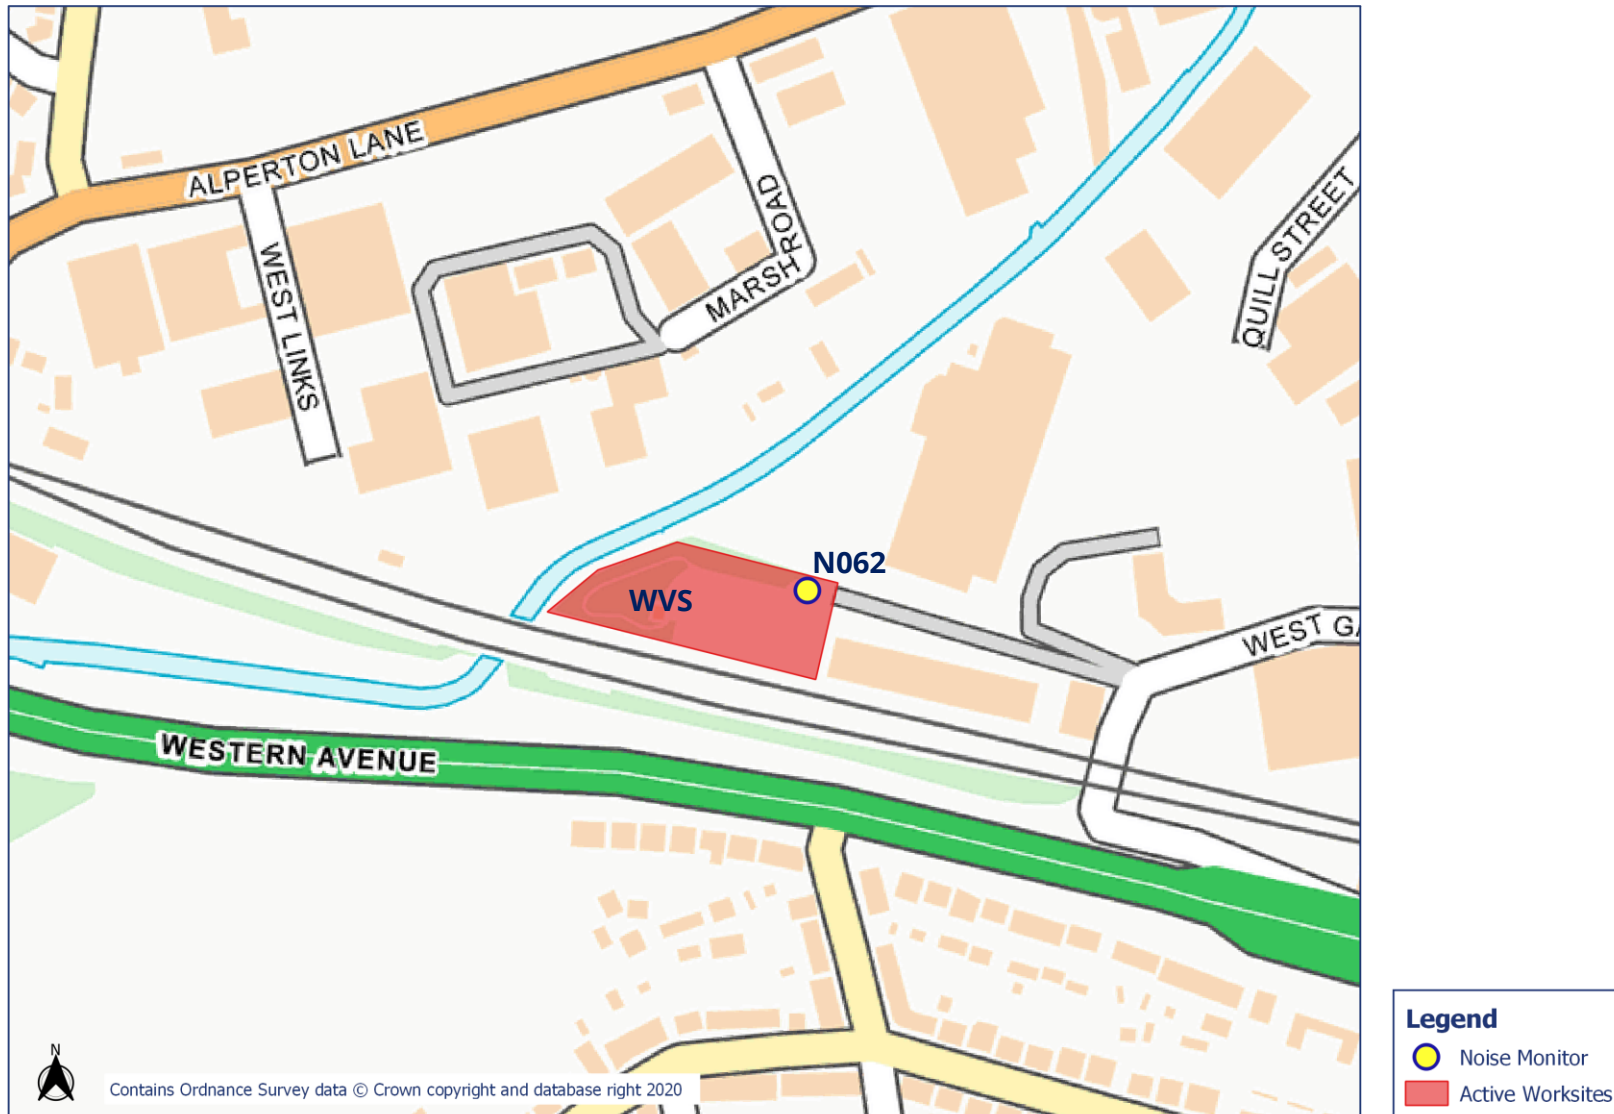 ALPERTON LANE
WEST LINKS
MARSH ROAD
QUILL STREET
N062
WVS
WEST GA
WESTERN AVENUE
N
Contains Ordnance Survey data © Crown copyright and database right 2020
Legend
Noise Monitor
Active Worksites